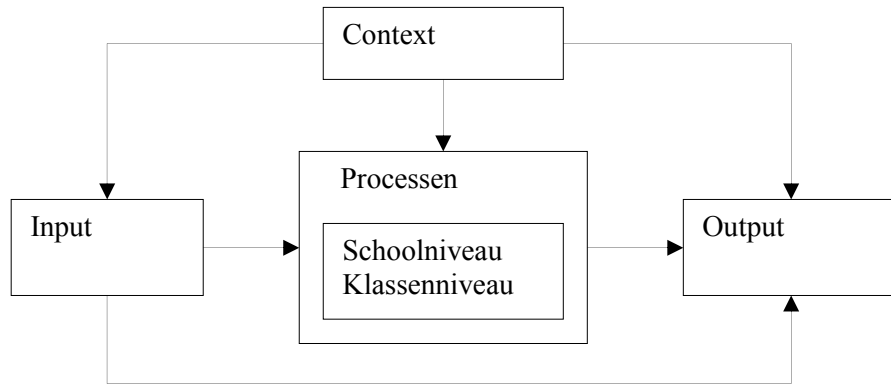 Context
Processen
Input
Schoolniveau
Klassenniveau
Output